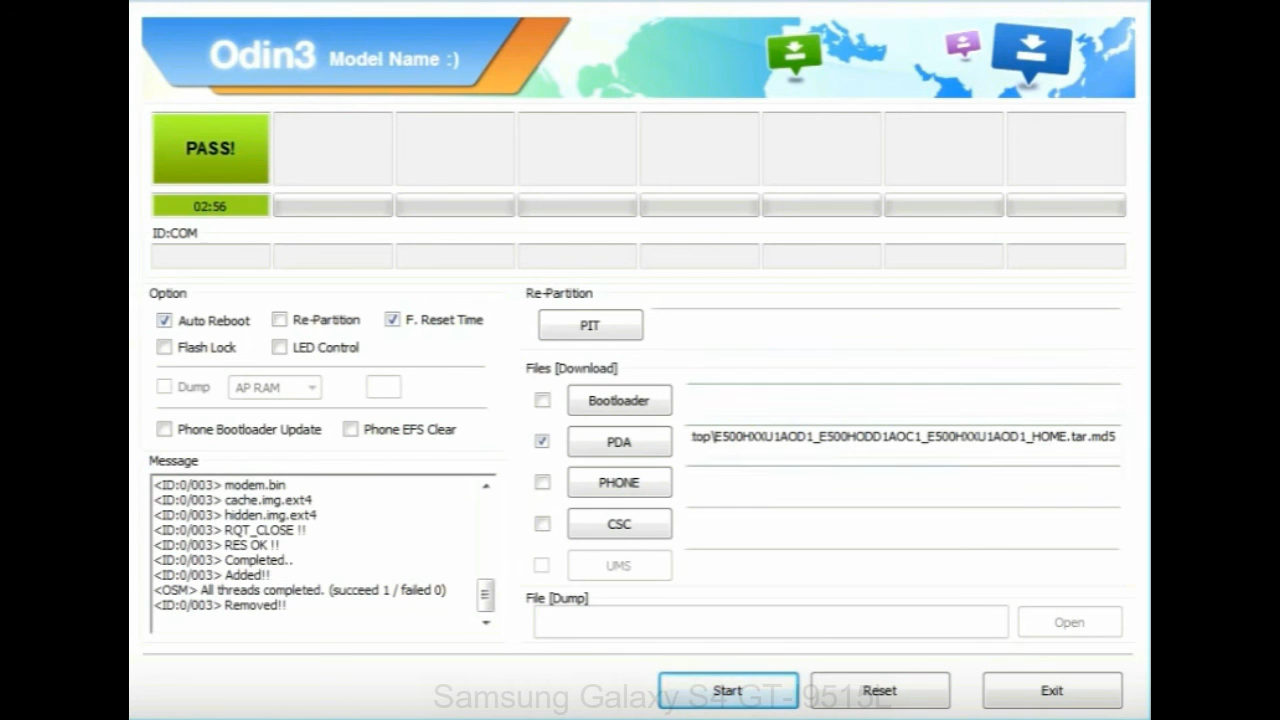 Odin3 Model Name :)
PASS!
02:56
ID:COM
Option
Auto Reboot
Re-Partition
F. Reset Time
Flash Lock
LED Control
Dump
AP RAM
Phone Bootloader Update
Phone EFS Clear
Message
<ID:0/003> modem.bin
<ID:0/003> cache.img.ext4
<ID:0/003> hidden.img.ext4
<ID:0/003> RQT_CLOSE !!
<ID:0/003> RES OK !!
<ID:0/003> Completed..
<ID:0/003> Added!!
<OSM> All threads completed. (succeed 1 / failed 0)
<ID:0/003> Removed!!
Re-Partition
PIT
Files [Download]
Bootloader
PDA
top\E500HXXU1AOD1_E500HODD1AOC1_E500HXXU1AOD1_HOME.tar.md5
PHONE
CSC
UMS
File [Dump]
Open
Start
Reset
Exit
Samsung Galaxy S4 GT-I9515L